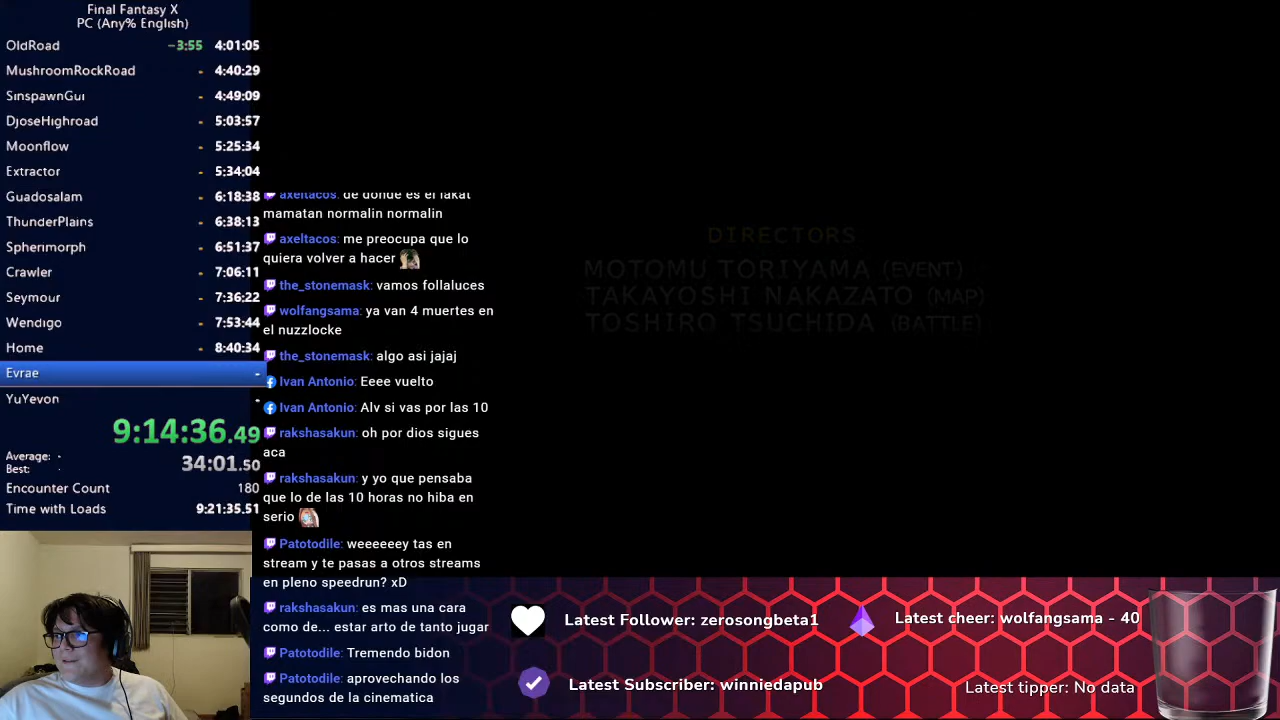 Final Fantasy X
PC (Any% English)
OldRoad -3:55 4:01:05
MushroomRockRoad - 4:40:29
SinspawnGui - 4:49:09
DjoseHighroad - 5:03:57
Moonflow - 5:25:34
Extractor - 5:34:04
Guadosalam - 6:18:38
ThunderPlains - 6:38:13
Spherimorph - 6:51:37
Crawler - 7:06:11
Seymour - 7:36:22
Wendigo - 7:53:44
Home - 8:40:34
Evrae -
YuYevon -
9:14:36.49
Average: -
Best: -
34:01.50
Encounter Count 180
Time with Loads 9:21:35.51
axeltacos: de donde es el lakat
mamatan normalin normalin
axeltacos: me preocupa que lo
quiera volver a hacer
the_stonemask: vamos follaluces
wolfangsama: ya van 4 muertes en
el nuzzlocke
the_stonemask: algo asi jajaj
Ivan Antonio: Eeee vuelto
Ivan Antonio: Alv si vas por las 10
rakshasakun: oh por dios sigues
aca
rakshasakun: y yo que pensaba
que lo de las 10 horas no hiba en
serio
Patotodile: weeeeeey tas en
stream y te pasas a otros streams
en pleno speedrun? xD
rakshasakun: es mas una cara
como de... estar arto de tanto jugar
Patotodile: Tremendo bidon
Patotodile: aprovechando los
segundos de la cinematica
DIRECTORS
MOTOMU TORIYAMA (EVENT)
TAKAYOSHI NAKAZATO (MAP)
TOSHIRO TSUCHIDA (BATTLE)
Latest Follower: zerosongbeta1
Latest cheer: wolfangsama - 40
Latest Subscriber: winniedapub
Latest tipper: No data